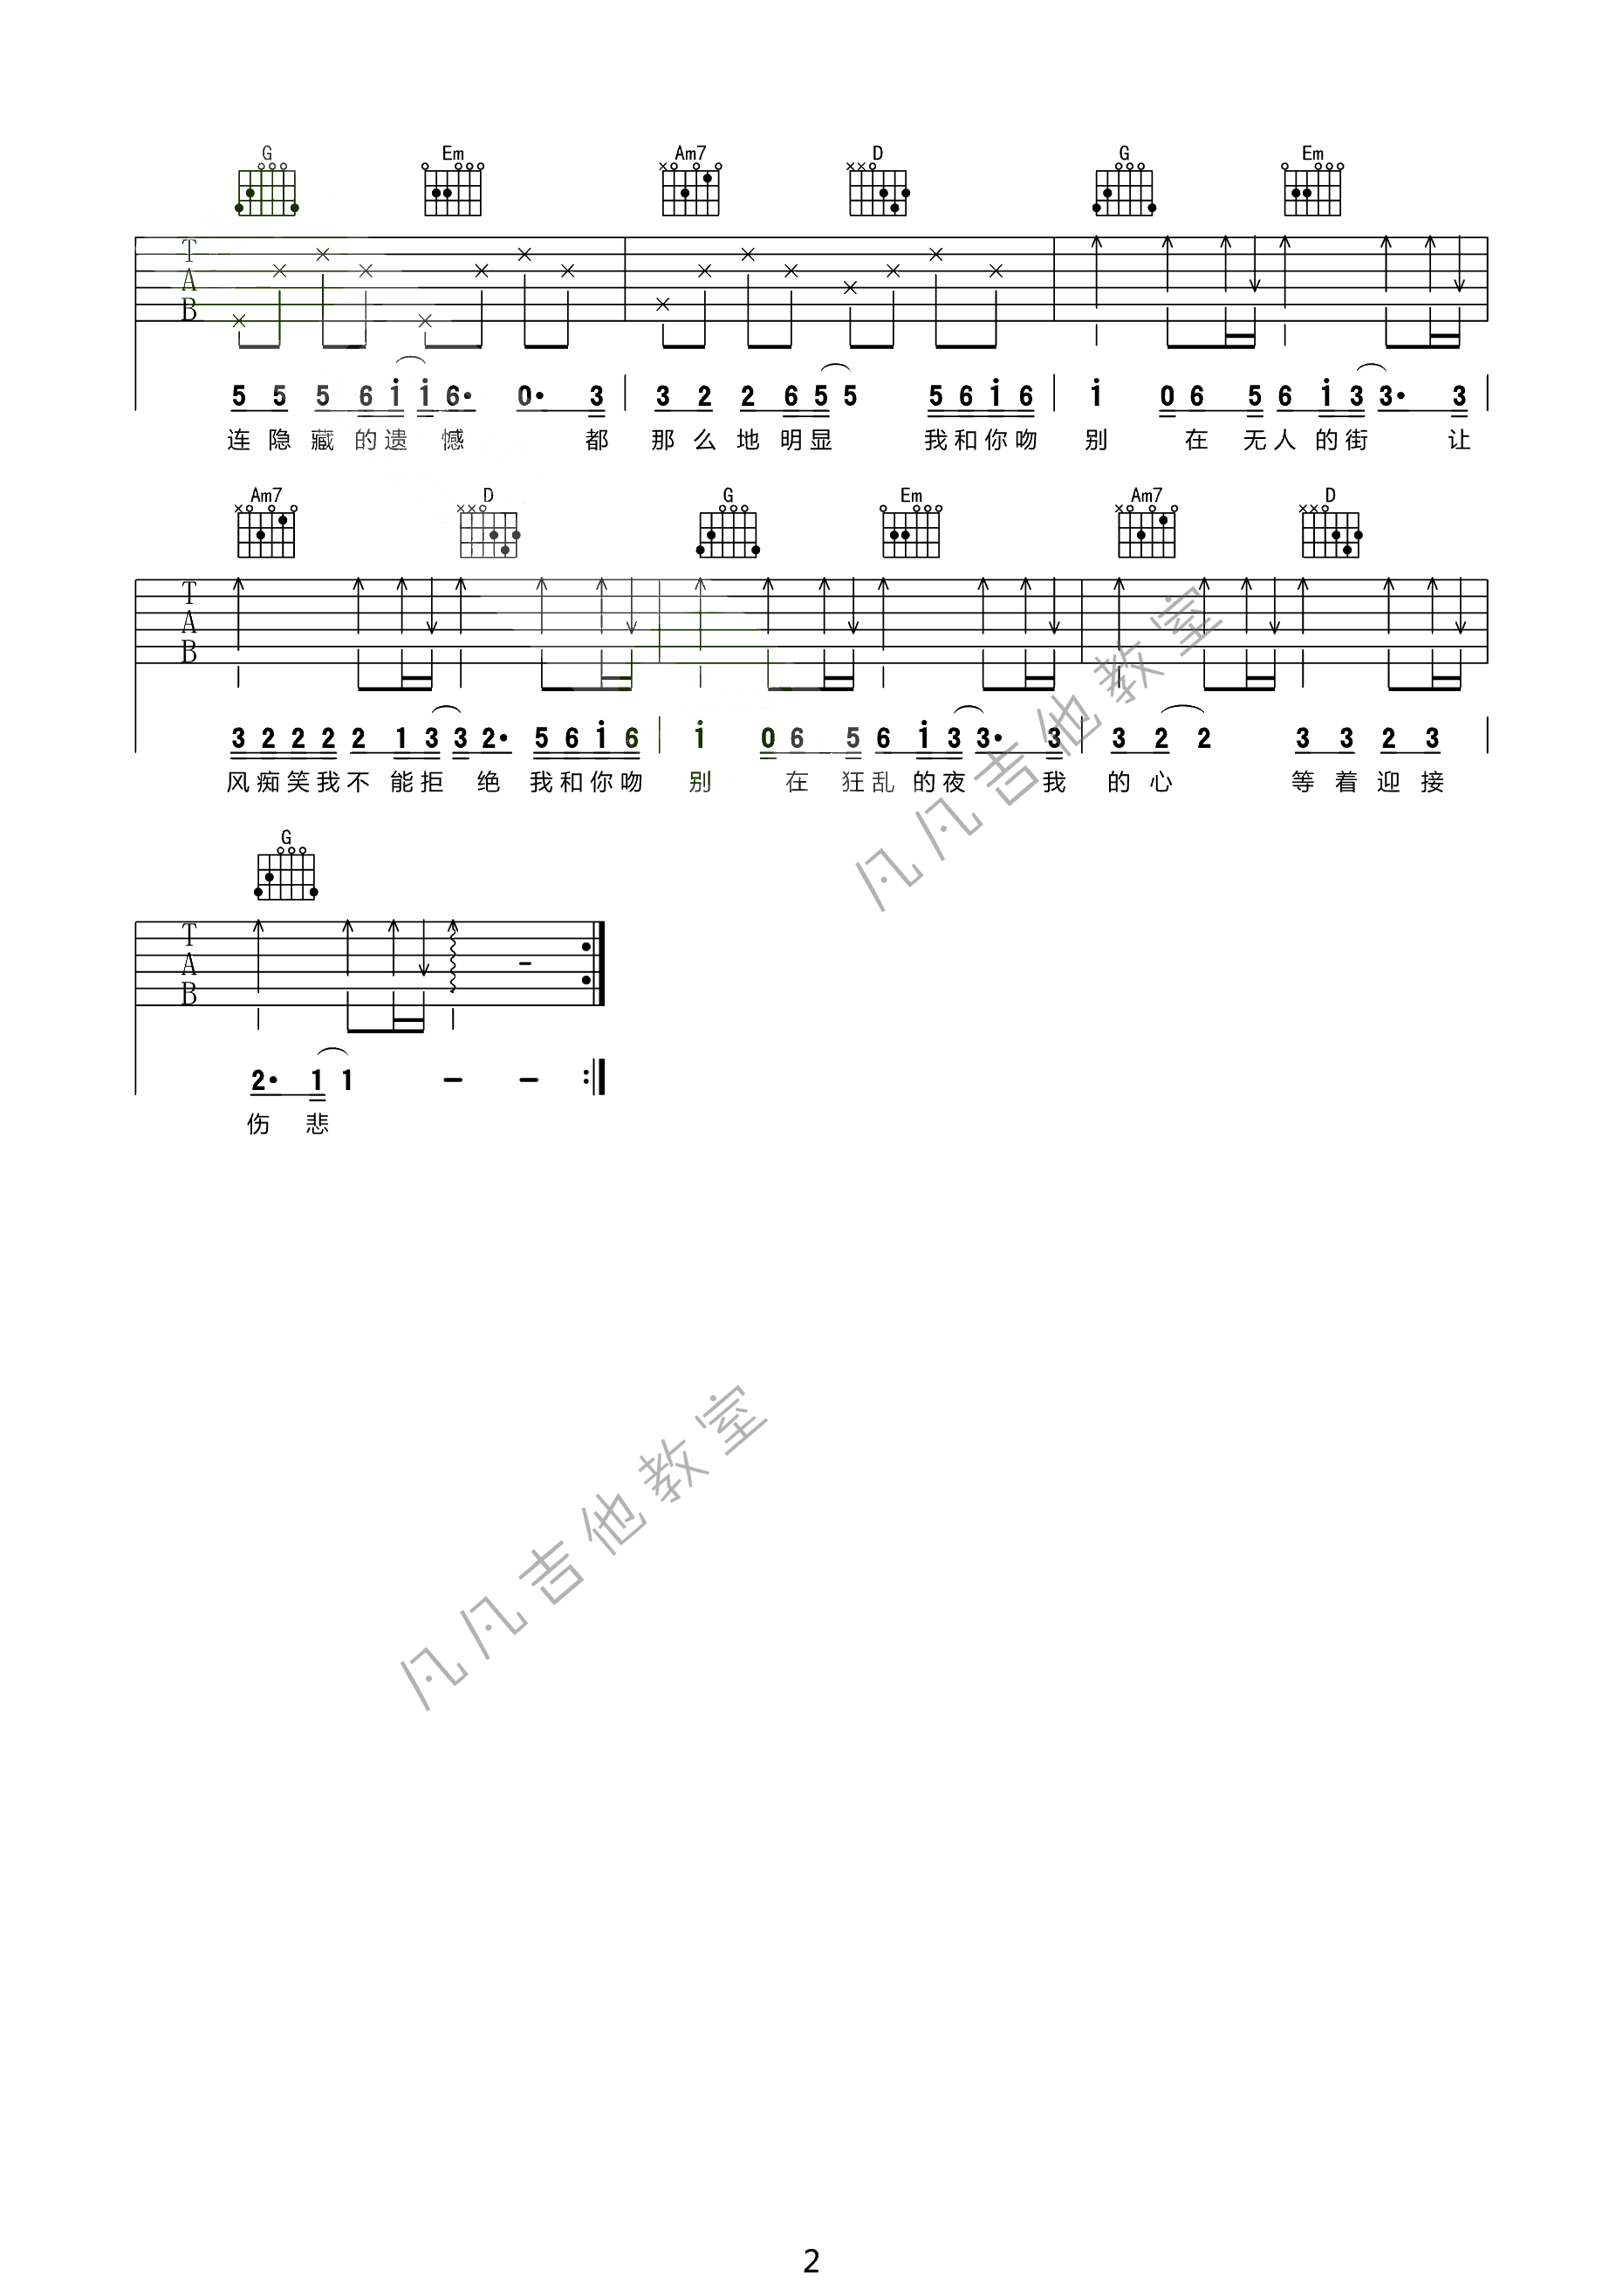 G Em Am7 D G Em
T
A
B
5 5 5 6 i i 6· 0· 3 3 2 2 6 5 5 5 6 i 6 i 0 6 5 6 i 3 3· 3
连 隐 藏 的 遗 憾 都 那 么 地 明 显 我 和 你 吻 别 在 无 人 的 街 让
Am7 D G Em Am7 D
T
A
B
3 2 2 2 2 1 3 3 2· 5 6 i 6 i 0 6 5 6 i 3 3· 3 3 2 2 3 3 2 3
风 痴 笑 我 不 能 拒 绝 我 和 你 吻 别 在 狂 乱 的 夜 我 的 心 等 着 迎 接
G
T
A
B
2· 1 1 – –
伤 悲
凡凡吉他教室
凡凡吉他教室
2